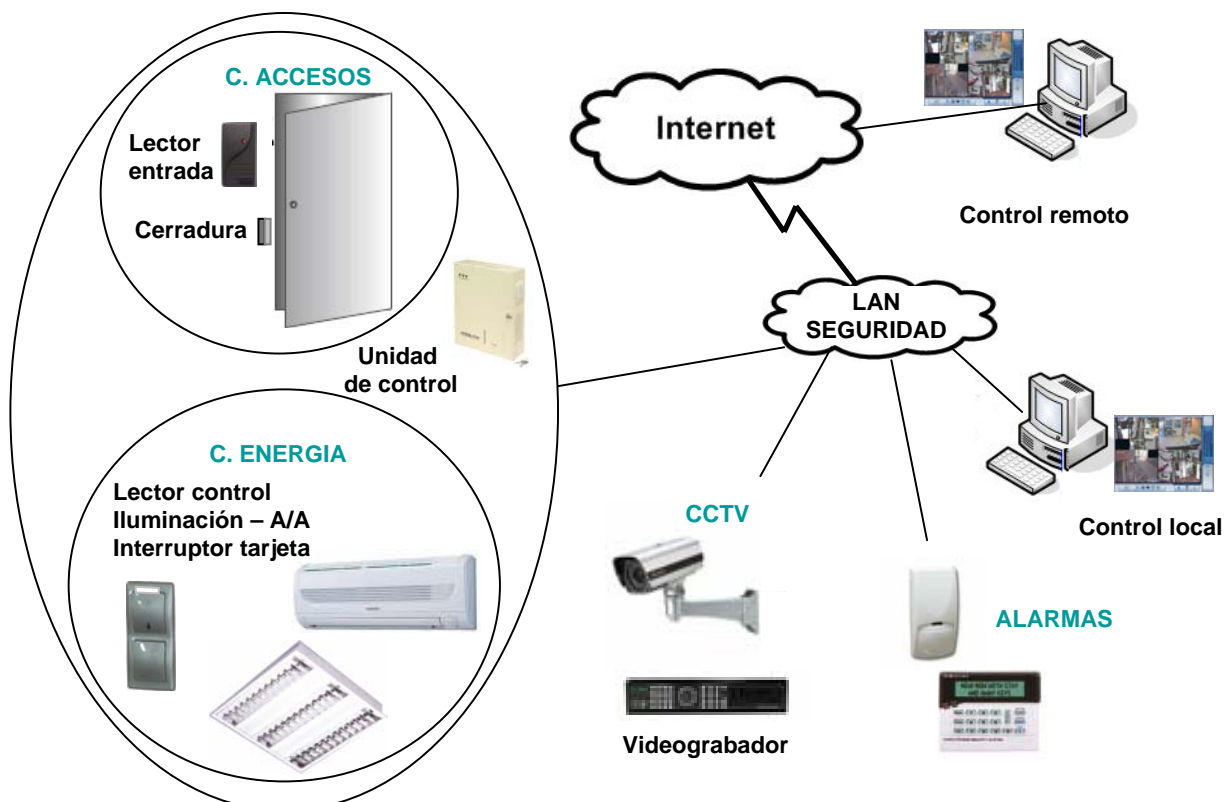 C. ACCESOS
Lector
entrada
Cerradura
Unidad
de control
C. ENERGIA
Lector control
Iluminación – A/A
Interruptor tarjeta
Internet
Control remoto
LAN
SEGURIDAD
Control local
CCTV
Videograbador
ALARMAS